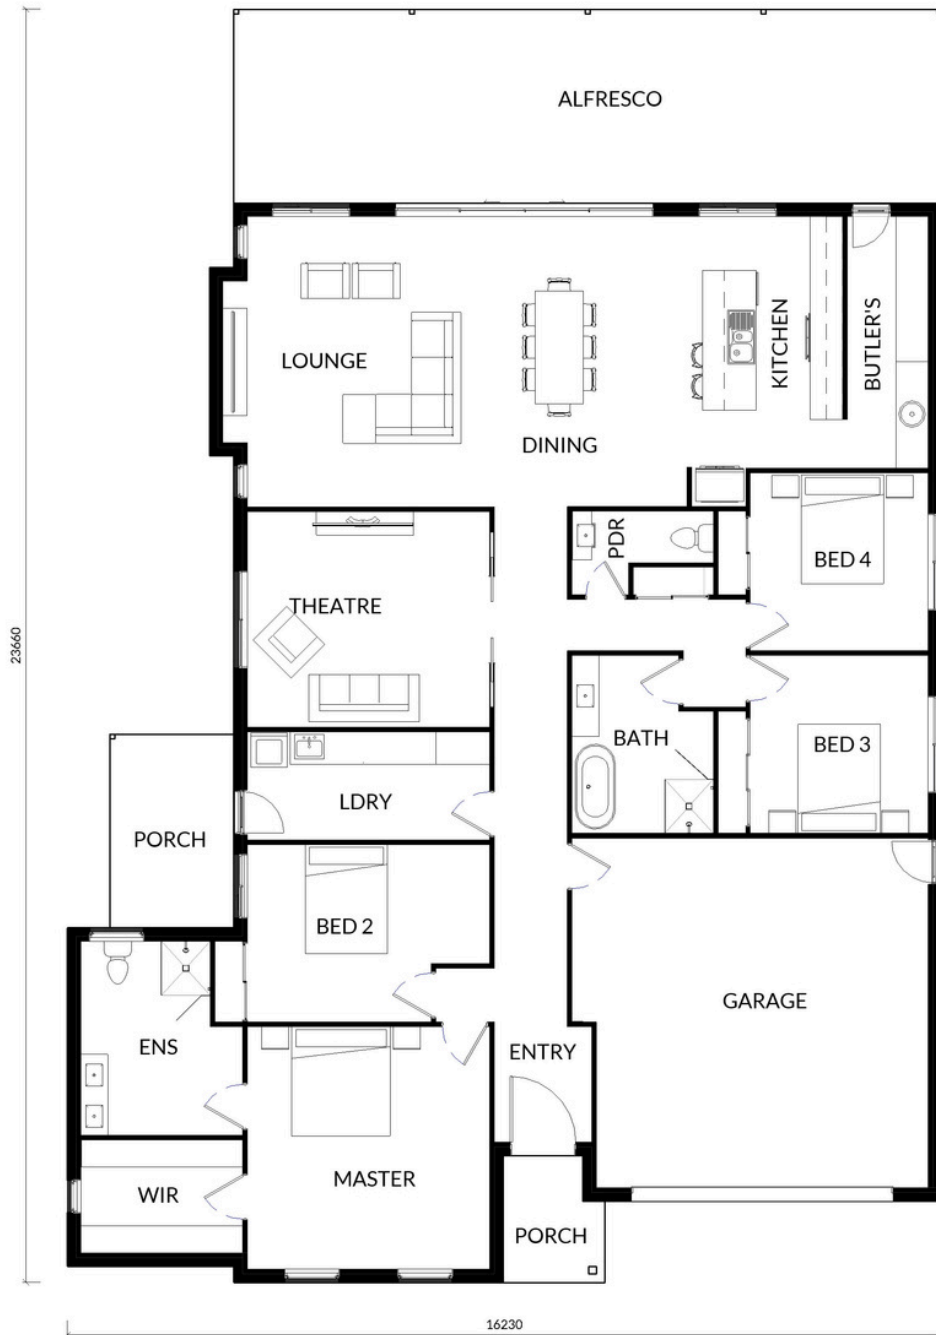 ALFRESCO
LOUNGE
DINING
KITCHEN
BUTLER'S
THEATRE
PDR
BED 4
23660
LDRY
BATH
BED 3
PORCH
BED 2
GARAGE
ENS
ENTRY
WIR
MASTER
PORCH
16230